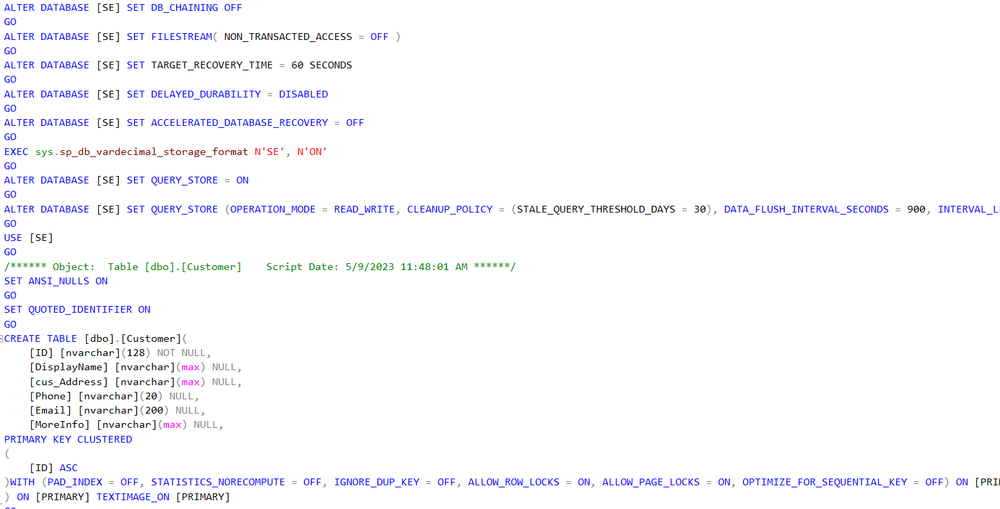 ALTER DATABASE [SE] SET DB_CHAINING OFF
GO
ALTER DATABASE [SE] SET FILESTREAM( NON_TRANSACTED_ACCESS = OFF )
GO
ALTER DATABASE [SE] SET TARGET_RECOVERY_TIME = 60 SECONDS
GO
ALTER DATABASE [SE] SET DELAYED_DURABILITY = DISABLED
GO
ALTER DATABASE [SE] SET ACCELERATED_DATABASE_RECOVERY = OFF
GO
EXEC sys.sp_db_vardecimal_storage_format N'SE', N'ON'
GO
ALTER DATABASE [SE] SET QUERY_STORE = ON
GO
ALTER DATABASE [SE] SET QUERY_STORE (OPERATION_MODE = READ_WRITE, CLEANUP_POLICY = (STALE_QUERY_THRESHOLD_DAYS = 30), DATA_FLUSH_INTERVAL_SECONDS = 900,
GO
USE [SE]
GO
/****** Object:  Table [dbo].[Customer]    Script Date: 5/9/2023 11:48:01 AM ******/
SET ANSI_NULLS ON
GO
SET QUOTED_IDENTIFIER ON
GO
CREATE TABLE [dbo].[Customer](
    [ID] [nvarchar](128) NOT NULL,
    [DisplayName] [nvarchar](max) NULL,
    [cus_Address] [nvarchar](max) NULL,
    [Phone] [nvarchar](20) NULL,
    [Email] [nvarchar](200) NULL,
    [MoreInfo] [nvarchar](max) NULL,
PRIMARY KEY CLUSTERED
(
    [ID] ASC
)WITH (PAD_INDEX = OFF, STATISTICS_NORECOMPUTE = OFF, IGNORE_DUP_KEY = OFF, ALLOW_ROW_LOCKS = ON, ALLOW_PAGE_LOCKS = ON, OPTIMIZE_FOR_SEQUENTIAL_KEY = OFF) ON [PRI
) ON [PRIMARY] TEXTIMAGE_ON [PRIMARY]